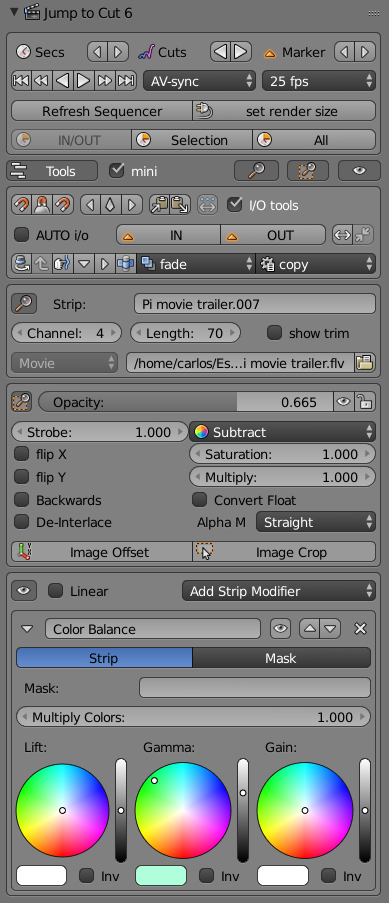 Jump to Cut 6
Secs Cuts Marker
AV-sync 25 fps
Refresh Sequencer set render size
IN/OUT Selection All
Tools mini
I/O tools
AUTO i/o IN OUT
fade copy
Strip: Pi movie trailer.007
Channel: 4 Length: 70 show trim
Movie /home/carlos/Es...i movie trailer.flv
Opacity: 0.665
Strobe: 1.000 Subtract
flip X Saturation: 1.000
flip Y Multiply: 1.000
Backwards Convert Float
De-Interlace Alpha M Straight
Image Offset Image Crop
Linear Add Strip Modifier
Color Balance
Strip Mask
Mask:
Multiply Colors: 1.000
Lift: Gamma: Gain:
Inv Inv Inv